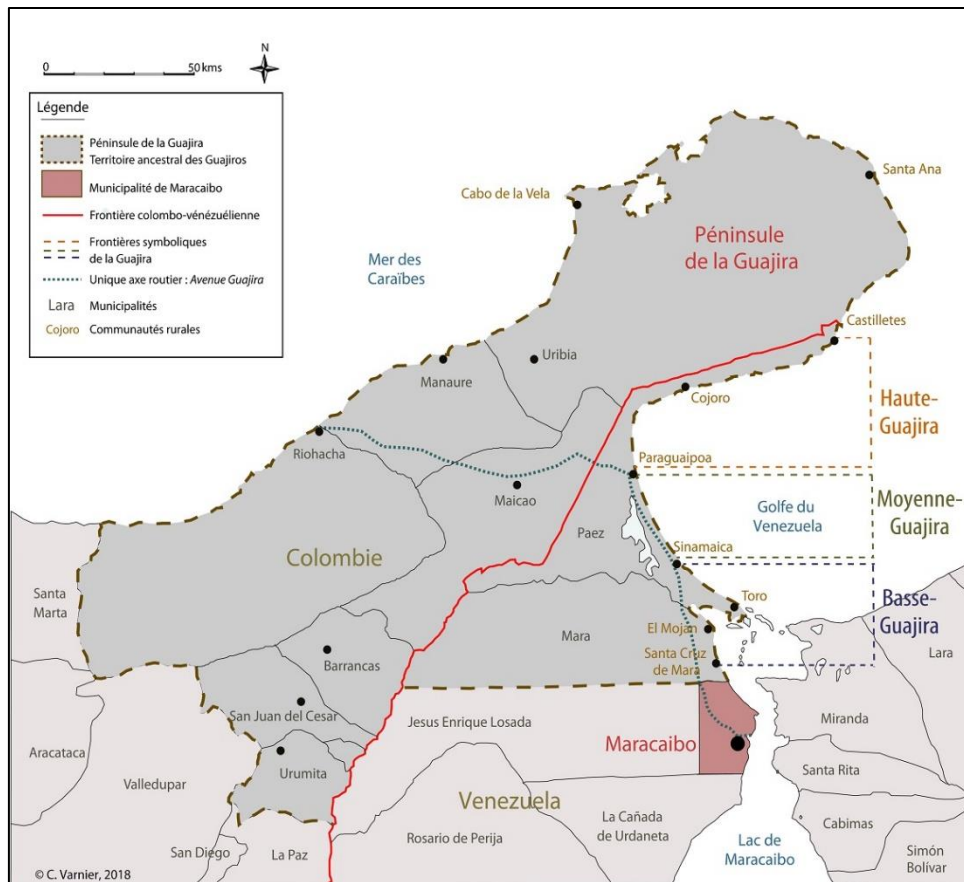 0
50 kms
N
Légende
Péninsule de la Guajira
Territoire ancestral des Guajiros
Municipalité de Maracaibo
Frontière colombo-vénézuélienne
Frontières symboliques
de la Guajira
Unique axe routier : Avenue Guajira
Lara
Municipalités
Cojoro
Communautés rurales
Santa Ana
Cabo de la Vela
Péninsule
de la Guajira
Mer des
Caraïbes
Castilletes
Uribia
Manaure
Cojoro
Haute-
Guajira
Riohacha
Paraguaipoa
Maicao
Moyenne-
Guajira
Golfe du
Venezuela
Paez
Colombie
Sinamaica
Santa
Marta
Toro
Basse-
Guajira
El Mojan
Mara
Lara
Santa Cruz
de Mara
Barrancas
San Juan del Cesar
Jesus Enrique Losada
Miranda
Aracataca
Maracaibo
Urumita
Santa Rita
Valledupar
Venezuela
La Cañada
de Urdaneta
Cabimas
Rosario de Perija
Lac de
Maracaibo
San Diego
La Paz
Simón
Bolívar
© C. Varnier, 2018